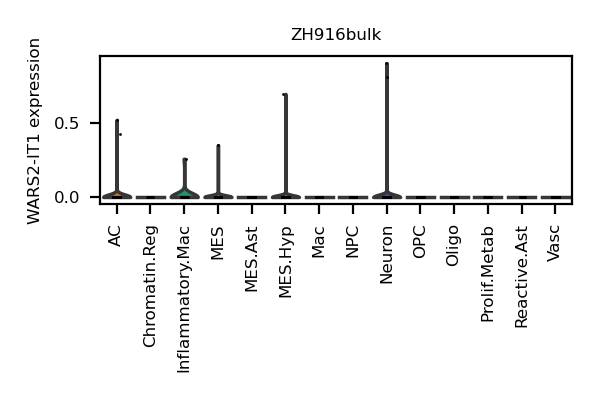 ZH916bulk
WARS2-IT1 expression
0.5
0.0
AC
Chromatin.Reg
Inflammatory.Mac
MES
MES.Ast
MES.Hyp
Mac
NPC
Neuron
OPC
Oligo
Prolif.Metab
Reactive.Ast
Vasc